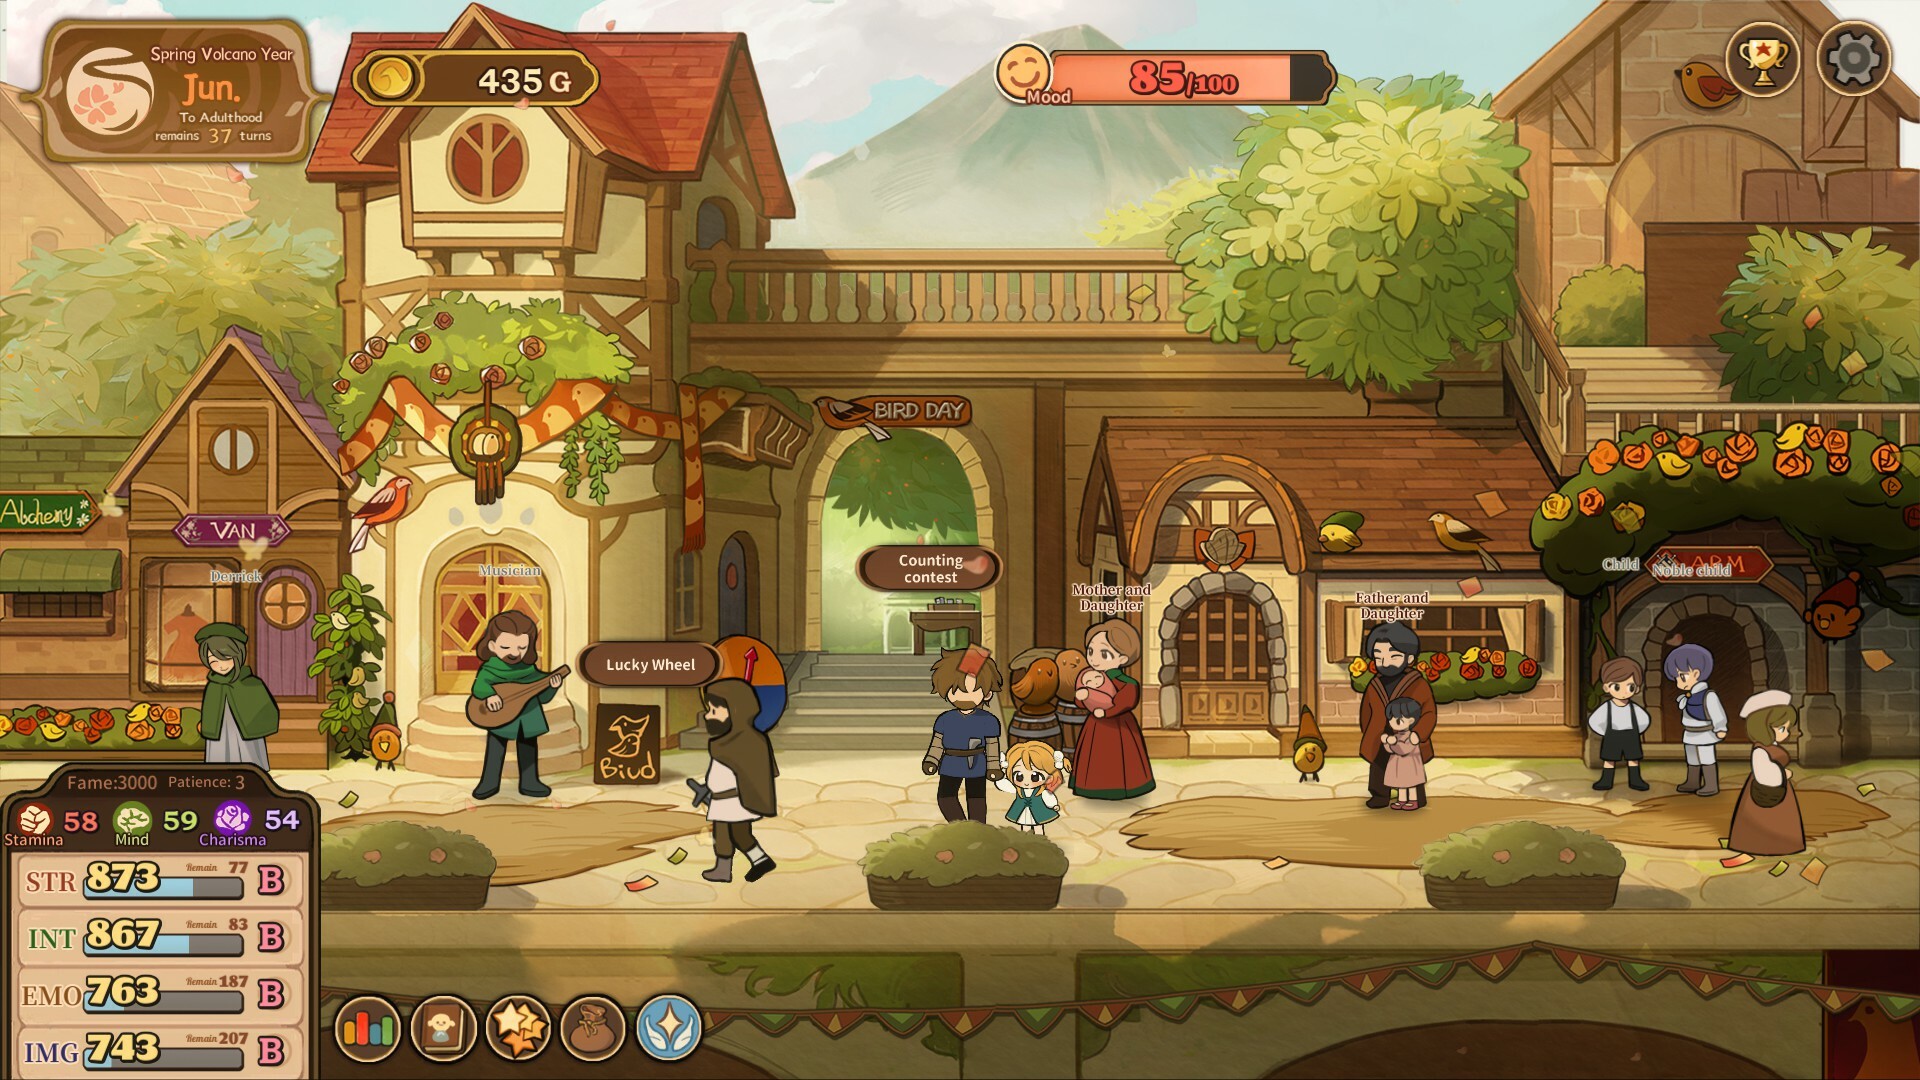 Spring Volcano Year
Jun.
To Adulthood
remains 37 turns
435 G
Mood
85/100
BIRD DAY
Alchemy
VAN
Derrick
Musician
Counting
contest
Lucky Wheel
Biud
Mother and
Daughter
Father and
Daughter
Child
Noble child
ARM
Fame:3000 Patience: 3
58 59 54
Stamina Mind Charisma
STR 873 Remain 77 B
INT 867 Remain 83 B
EMO 763 Remain 187 B
IMG 743 Remain 207 B